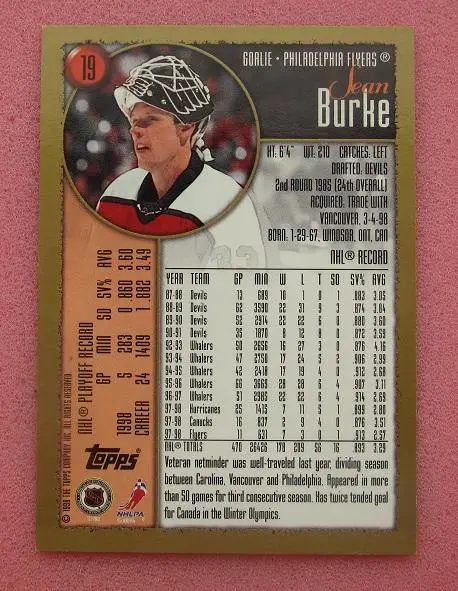 19
GOALIE · PHILADELPHIA FLYERS®
Sean
Burke
HT: 6'4" WT: 210 CATCHES: LEFT
DRAFTED: DEVILS
2nd ROUND 1985 (24th OVERALL)
ACQUIRED: TRADE WITH
VANCOUVER, 3-4-98
BORN: 1-29-67, WINDSOR, ONT, CAN
NHL® RECORD
YEAR TEAM GP MIN W L T SO SV% AVG
87-88 Devils 13 689 10 1 0 1 .883 3.05
88-89 Devils 62 3590 22 31 9 3 .874 3.84
89-90 Devils 52 2914 22 22 6 0 .880 3.60
90-91 Devils 35 1870 8 12 8 0 .872 3.59
92-93 Whalers 50 2656 16 27 3 0 .876 4.16
93-94 Whalers 47 2750 17 24 5 2 .906 2.99
94-95 Whalers 42 2418 17 19 4 0 .912 2.68
95-96 Whalers 66 3669 28 28 6 4 .907 3.11
96-97 Whalers 51 2985 22 22 6 4 .914 2.69
97-98 Hurricanes 25 1415 7 11 5 1 .899 2.80
97-98 Canucks 16 838 2 9 4 0 .876 3.51
97-98 Flyers 11 632 7 3 0 1 .913 2.37
NHL® TOTALS 470 26426 178 209 56 16 .893 3.29
Veteran netminder was well-traveled last year, dividing season
between Carolina, Vancouver and Philadelphia. Appeared in more
than 50 games for third consecutive season. Has twice tended goal
for Canada in the Winter Olympics.
NHL® PLAYOFF RECORD
GP MIN SO SV% AVG
1998 5 283 0 .860 3.60
CAREER 24 1409 1 .882 3.49
Topps
NHL
NHLPA
© 1998 THE TOPPS COMPANY, INC. ALL RIGHTS RESERVED